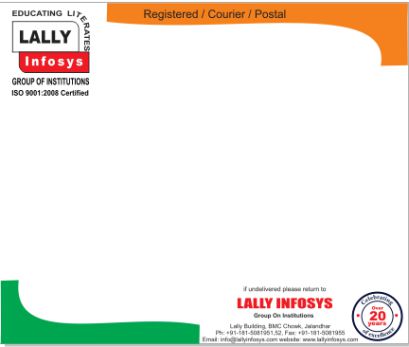 EDUCATING LITERATES
LALLY
Infosys
GROUP OF INSTITUTIONS
ISO 9001:2008 Certified
Registered / Courier / Postal
if undelivered please return to
LALLY INFOSYS
Group On Institutions
Lally Building, BMC Chowk, Jalandhar
Ph: +91-181-5081951,52, Fax: +91-181-5081955
Email: info@lallyinfosys.com website: www.lallyinfosys.com
Celebrating
Over
20
years
of excellence